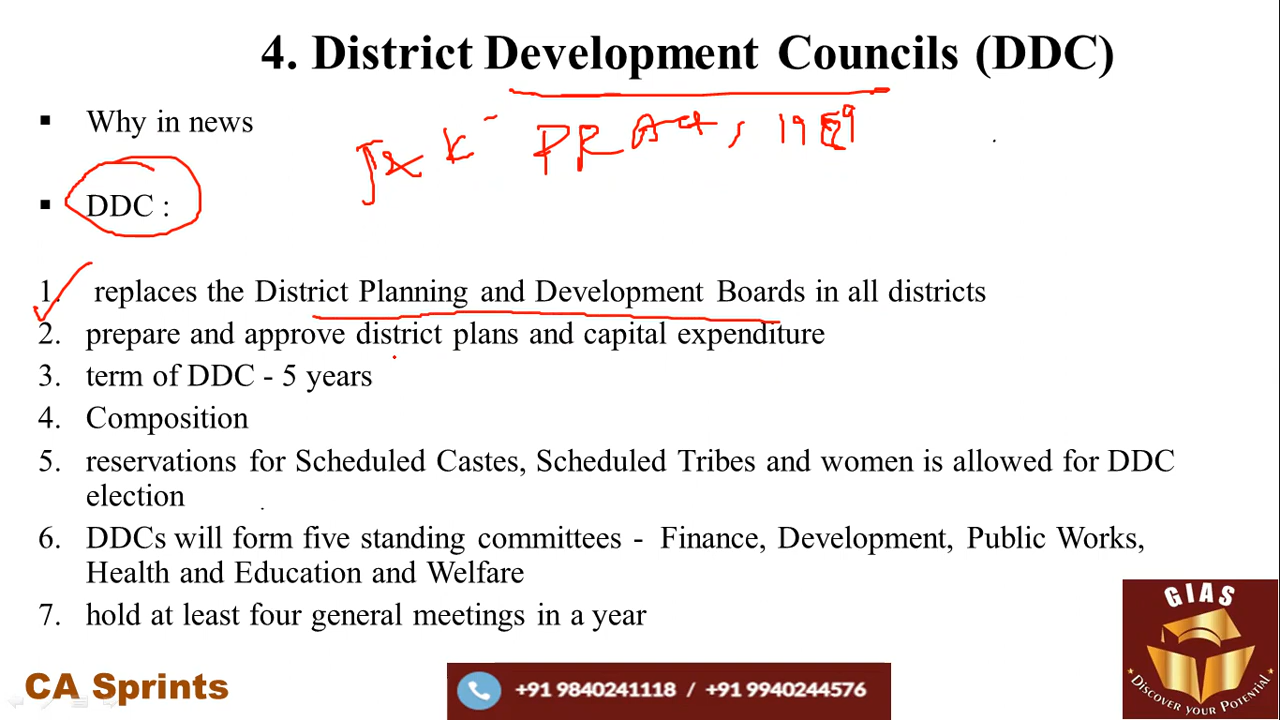 4. District Development Councils (DDC)
▪ Why in news
J & K - PR Act, 1989
▪ DDC :
1. replaces the District Planning and Development Boards in all districts
2. prepare and approve district plans and capital expenditure
3. term of DDC - 5 years
4. Composition
5. reservations for Scheduled Castes, Scheduled Tribes and women is allowed for DDC
election
6. DDCs will form five standing committees - Finance, Development, Public Works,
Health and Education and Welfare
7. hold at least four general meetings in a year
GIAS
DISCOVER YOUR POTENTIAL
CA Sprints
+91 9840241118 / +91 9940244576